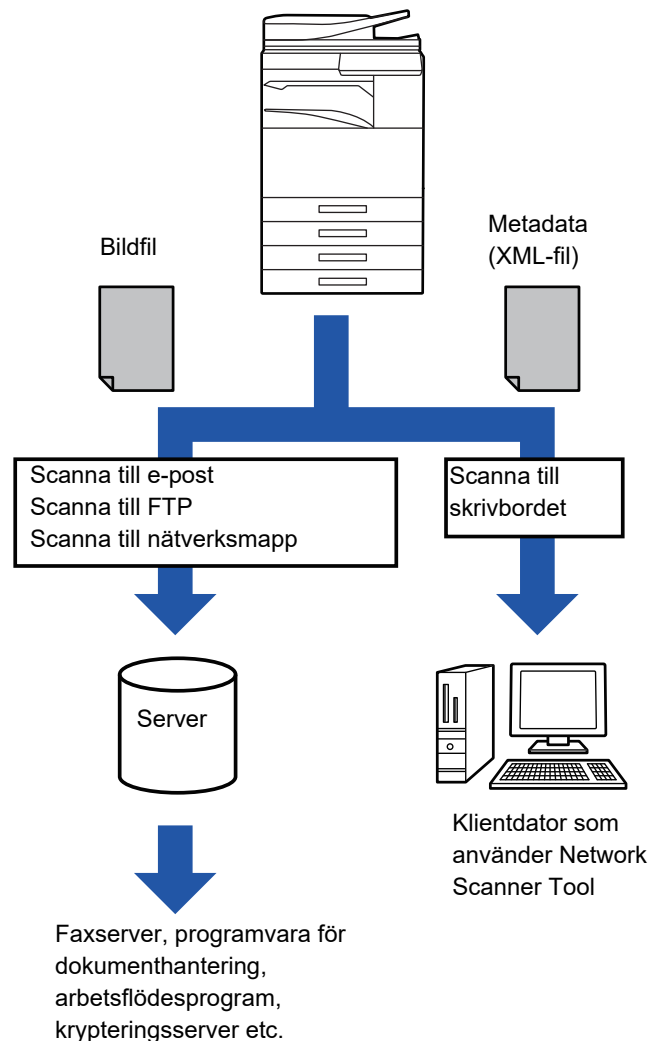 Bildfil
Metadata
(XML-fil)
Scanna till e-post
Scanna till FTP
Scanna till nätverksmapp
Scanna till
skrivbordet
Server
Klientdator som
använder Network
Scanner Tool
Faxserver, programvara för
dokumenthantering,
arbetsflödesprogram,
krypteringsserver etc.